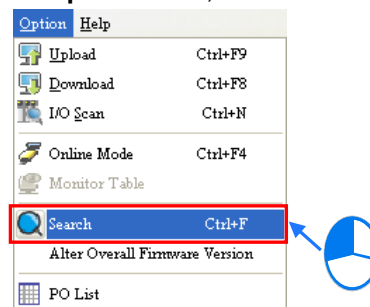 Option Help
Upload Ctrl+F9
Download Ctrl+F8
I/O Scan Ctrl+N
Online Mode Ctrl+F4
Monitor Table
Search Ctrl+F
Alter Overall Firmware Version
PO List